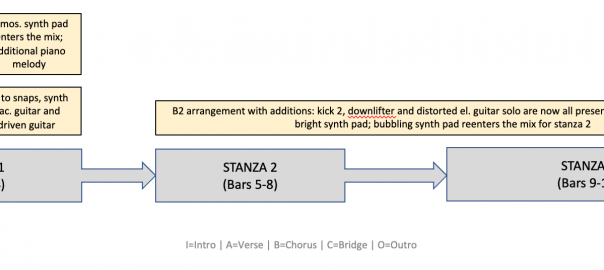 mos. synth pad
enters the mix;
additional piano
melody
to snaps, synth
ac. guitar and
driven guitar
B2 arrangement with additions: kick 2, downlifter and distorted el. guitar solo are now all presen
bright synth pad; bubbling synth pad reenters the mix for stanza 2
1
STANZA 2
(Bars 5-8)
STANZA
(Bars 9-1
I=Intro | A=Verse | B=Chorus | C=Bridge | O=Outro